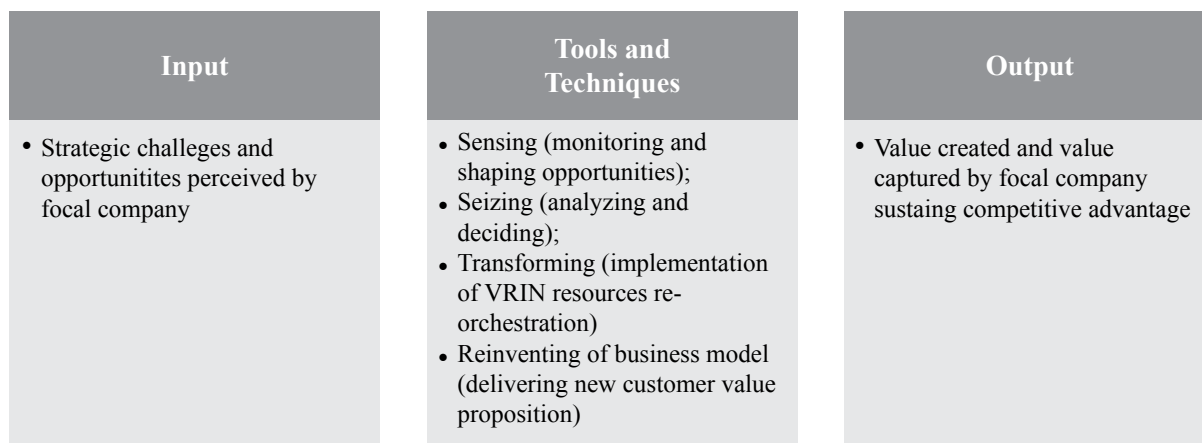 Input
• Strategic challeges and
opportunitites perceived by
focal company
Tools and
Techniques
• Sensing (monitoring and
shaping opportunities);
• Seizing (analyzing and
deciding);
• Transforming (implementation
of VRIN resources re-
orchestration)
• Reinventing of business model
(delivering new customer value
proposition)
Output
• Value created and value
captured by focal company
sustaing competitive advantage